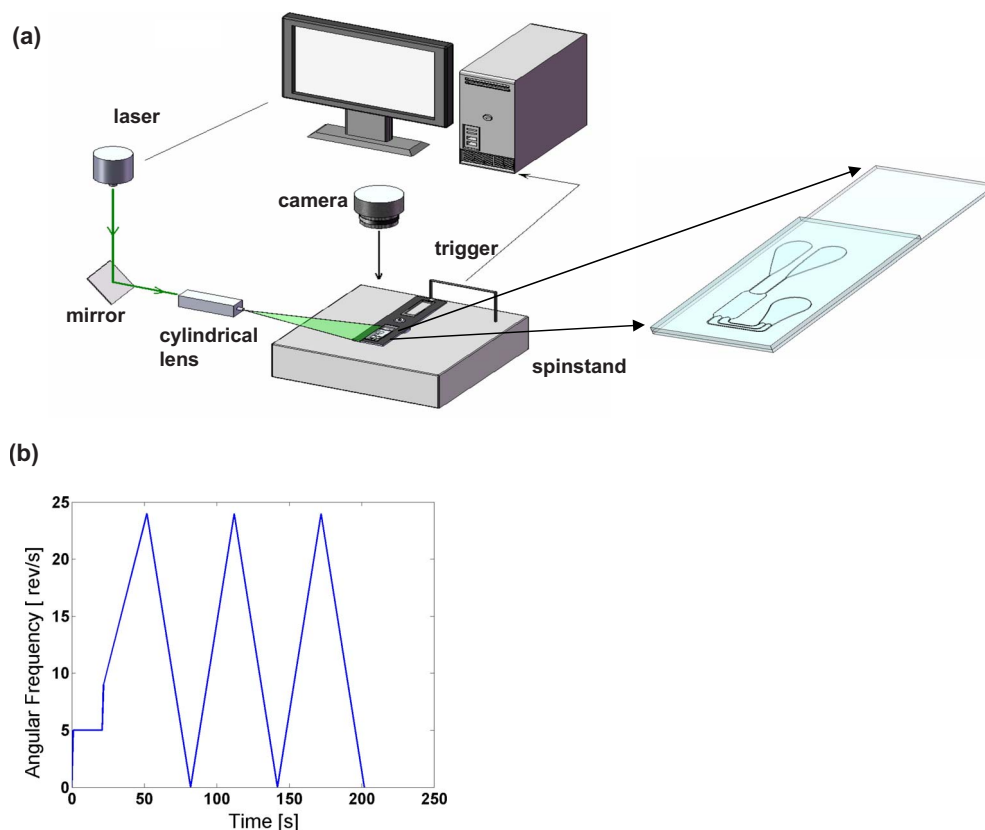 (a)
laser
camera
trigger
mirror
cylindrical
lens
spinstand
(b)
25
20
15
10
5
0
Angular Frequency [ rev/s]
0
50
100
150
200
250
Time [s]